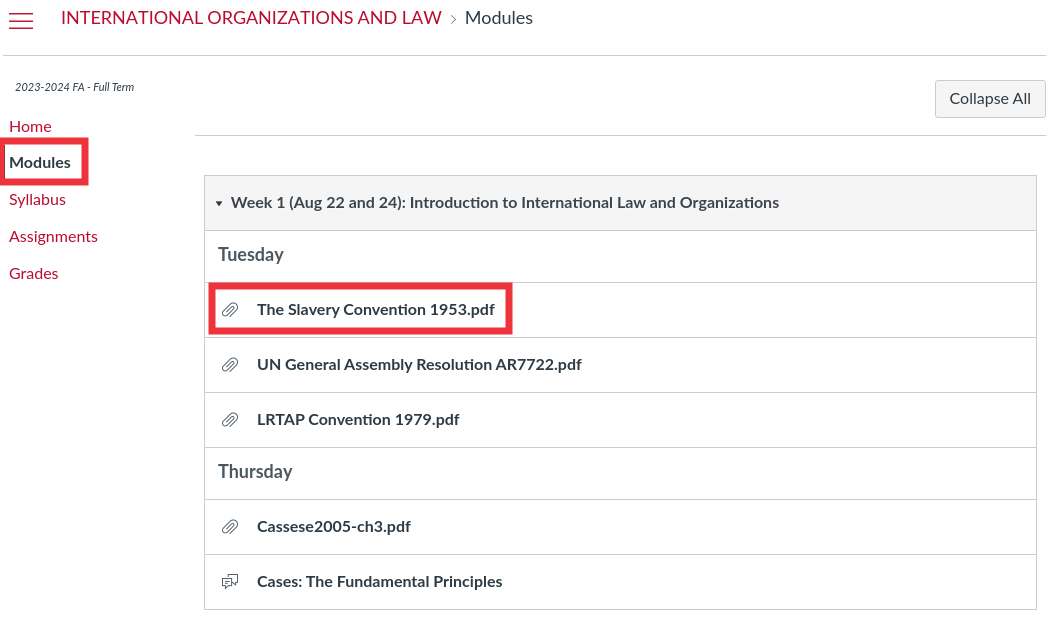 INTERNATIONAL ORGANIZATIONS AND LAW › Modules
2023-2024 FA - Full Term
Collapse All
Home
Modules
Syllabus
Assignments
Grades
Week 1 (Aug 22 and 24): Introduction to International Law and Organizations
Tuesday
The Slavery Convention 1953.pdf
UN General Assembly Resolution AR7722.pdf
LRTAP Convention 1979.pdf
Thursday
Cassese2005-ch3.pdf
Cases: The Fundamental Principles